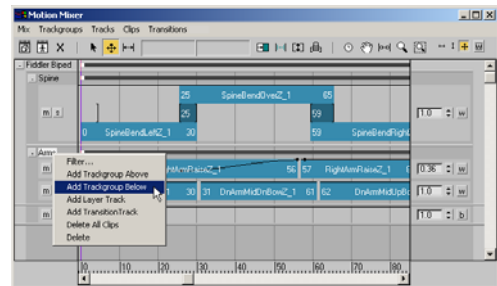 Motion Mixer
Mix Trackgroups Tracks Clips Transitions
Fiddler Biped
Spine
25 SpineBendOverZ_1 65
m s 25 59 1.0 w
0 SpineBendLeftZ_1 30 59 SpineBendRight
Arms
Filter...
Add Trackgroup Above
Add Trackgroup Below
Add Layer Track
Add TransitionTrack
Delete All Clips
Delete
56 57 RightArmRaiseZ_1 0.36 w
30 31 DnArmMidDnBowZ_1 61 62 DnArmMidUpBo 1.0 w
m 1.0 b
0 10 20 30 40 50 60 70 80